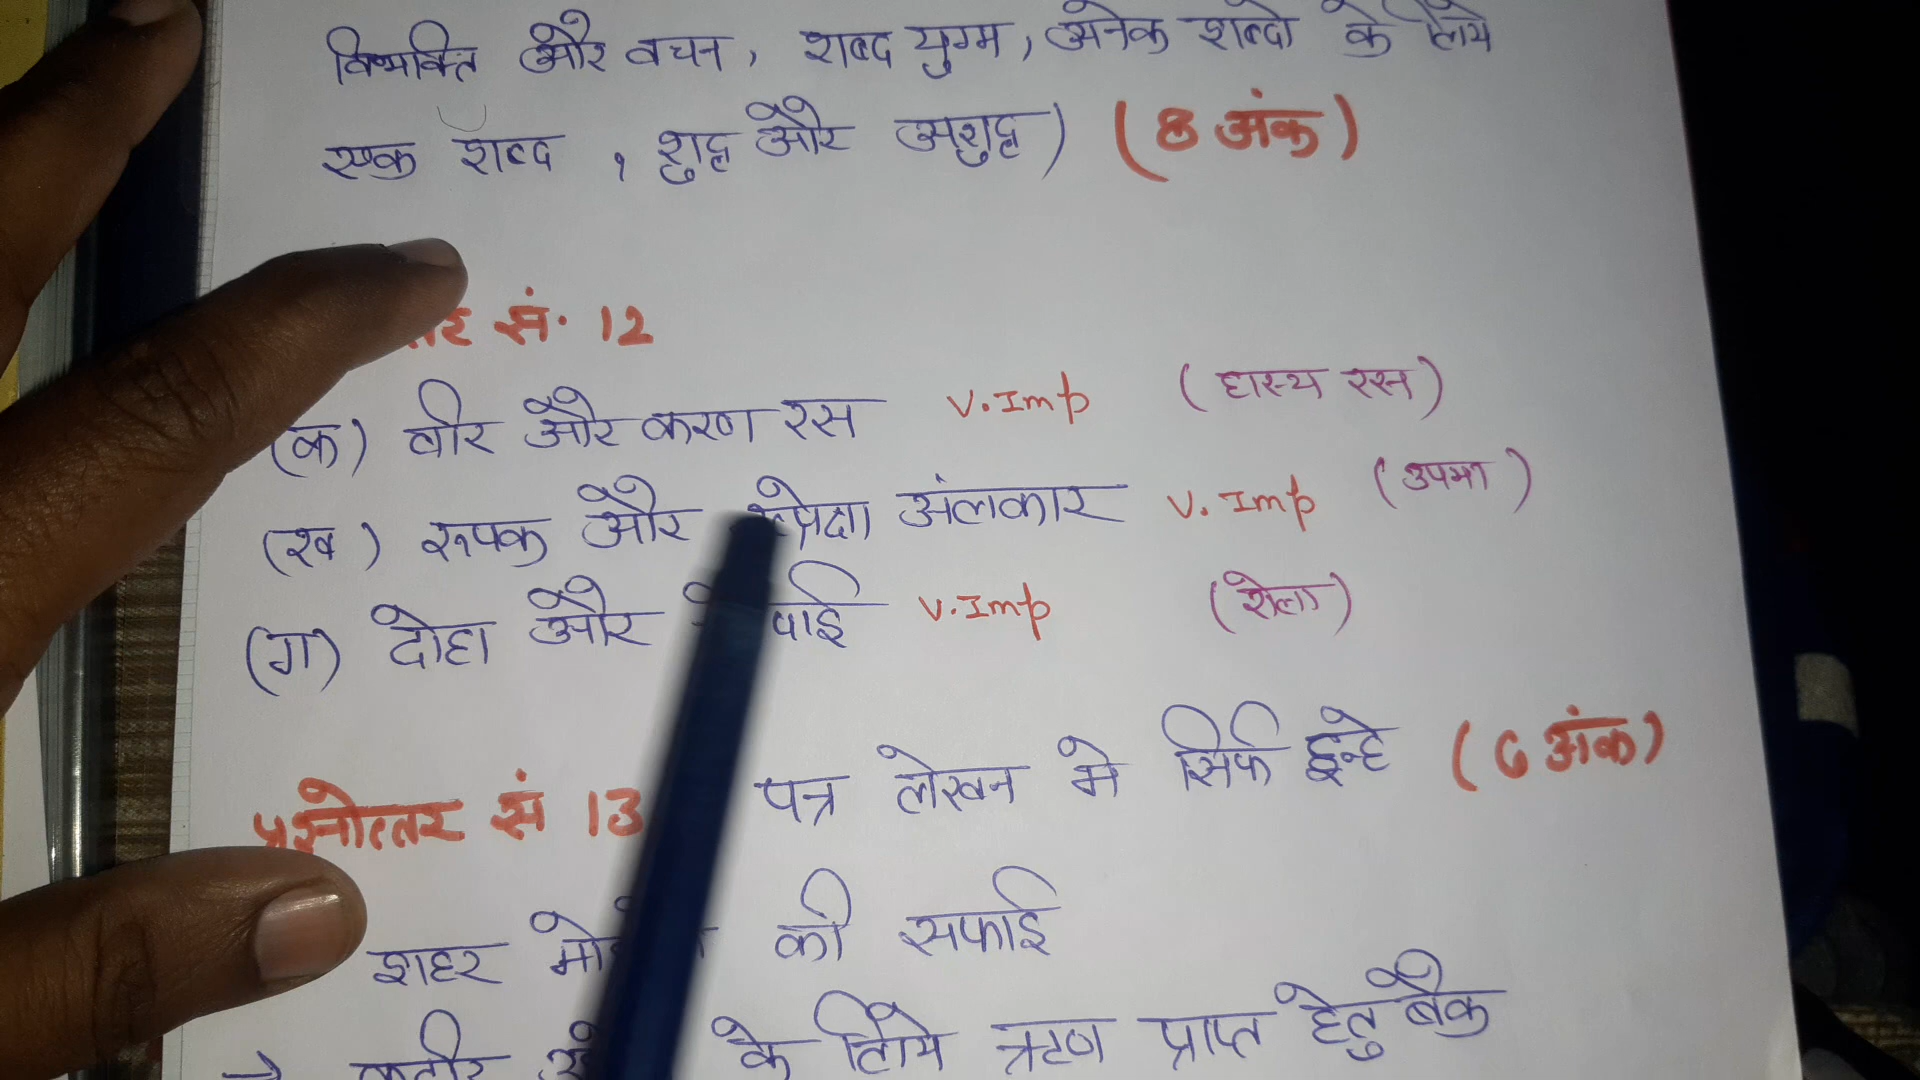 विभक्ति और वचन, शब्द युग्म, अनेक शब्दो के लिये
एक शब्द, शुद्ध और अशुद्ध) (8 अंक)
सं. 12
(क) वीर और करुण रस V.Imp (हास्य रस)
(ख) रूपक और अंलकार V.Imp (उपमा)
(ग) दोहा और V.Imp (रोला)
प्रश्नोत्तर सं 13 पत्र लेखन मे सिर्फ इन्हे (6 अंक)
शहर की सफाई
→ के लिये ऋण प्राप्त हेतु बैंक